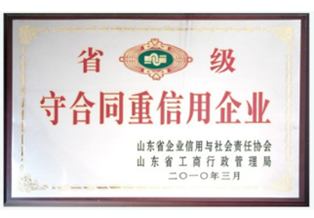 省级
守合同重信用企业
山东省企业信用与社会责任协会
山东省工商行政管理局
二〇一〇年三月